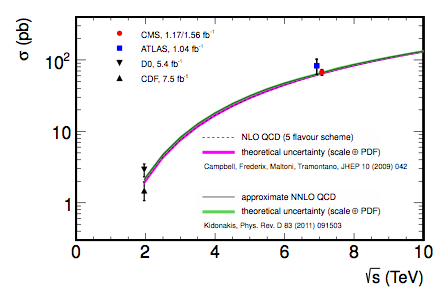 σ (pb)
10²
10
1
CMS, 1.17/1.56 fb⁻¹
ATLAS, 1.04 fb⁻¹
D0, 5.4 fb⁻¹
CDF, 7.5 fb⁻¹
NLO QCD (5 flavour scheme)
theoretical uncertainty (scale ⊕ PDF)
Campbell, Frederix, Maltoni, Tramontano, JHEP 10 (2009) 042
approximate NNLO QCD
theoretical uncertainty (scale ⊕ PDF)
Kidonakis, Phys. Rev. D 83 (2011) 091503
0 2 4 6 8 10
√s (TeV)